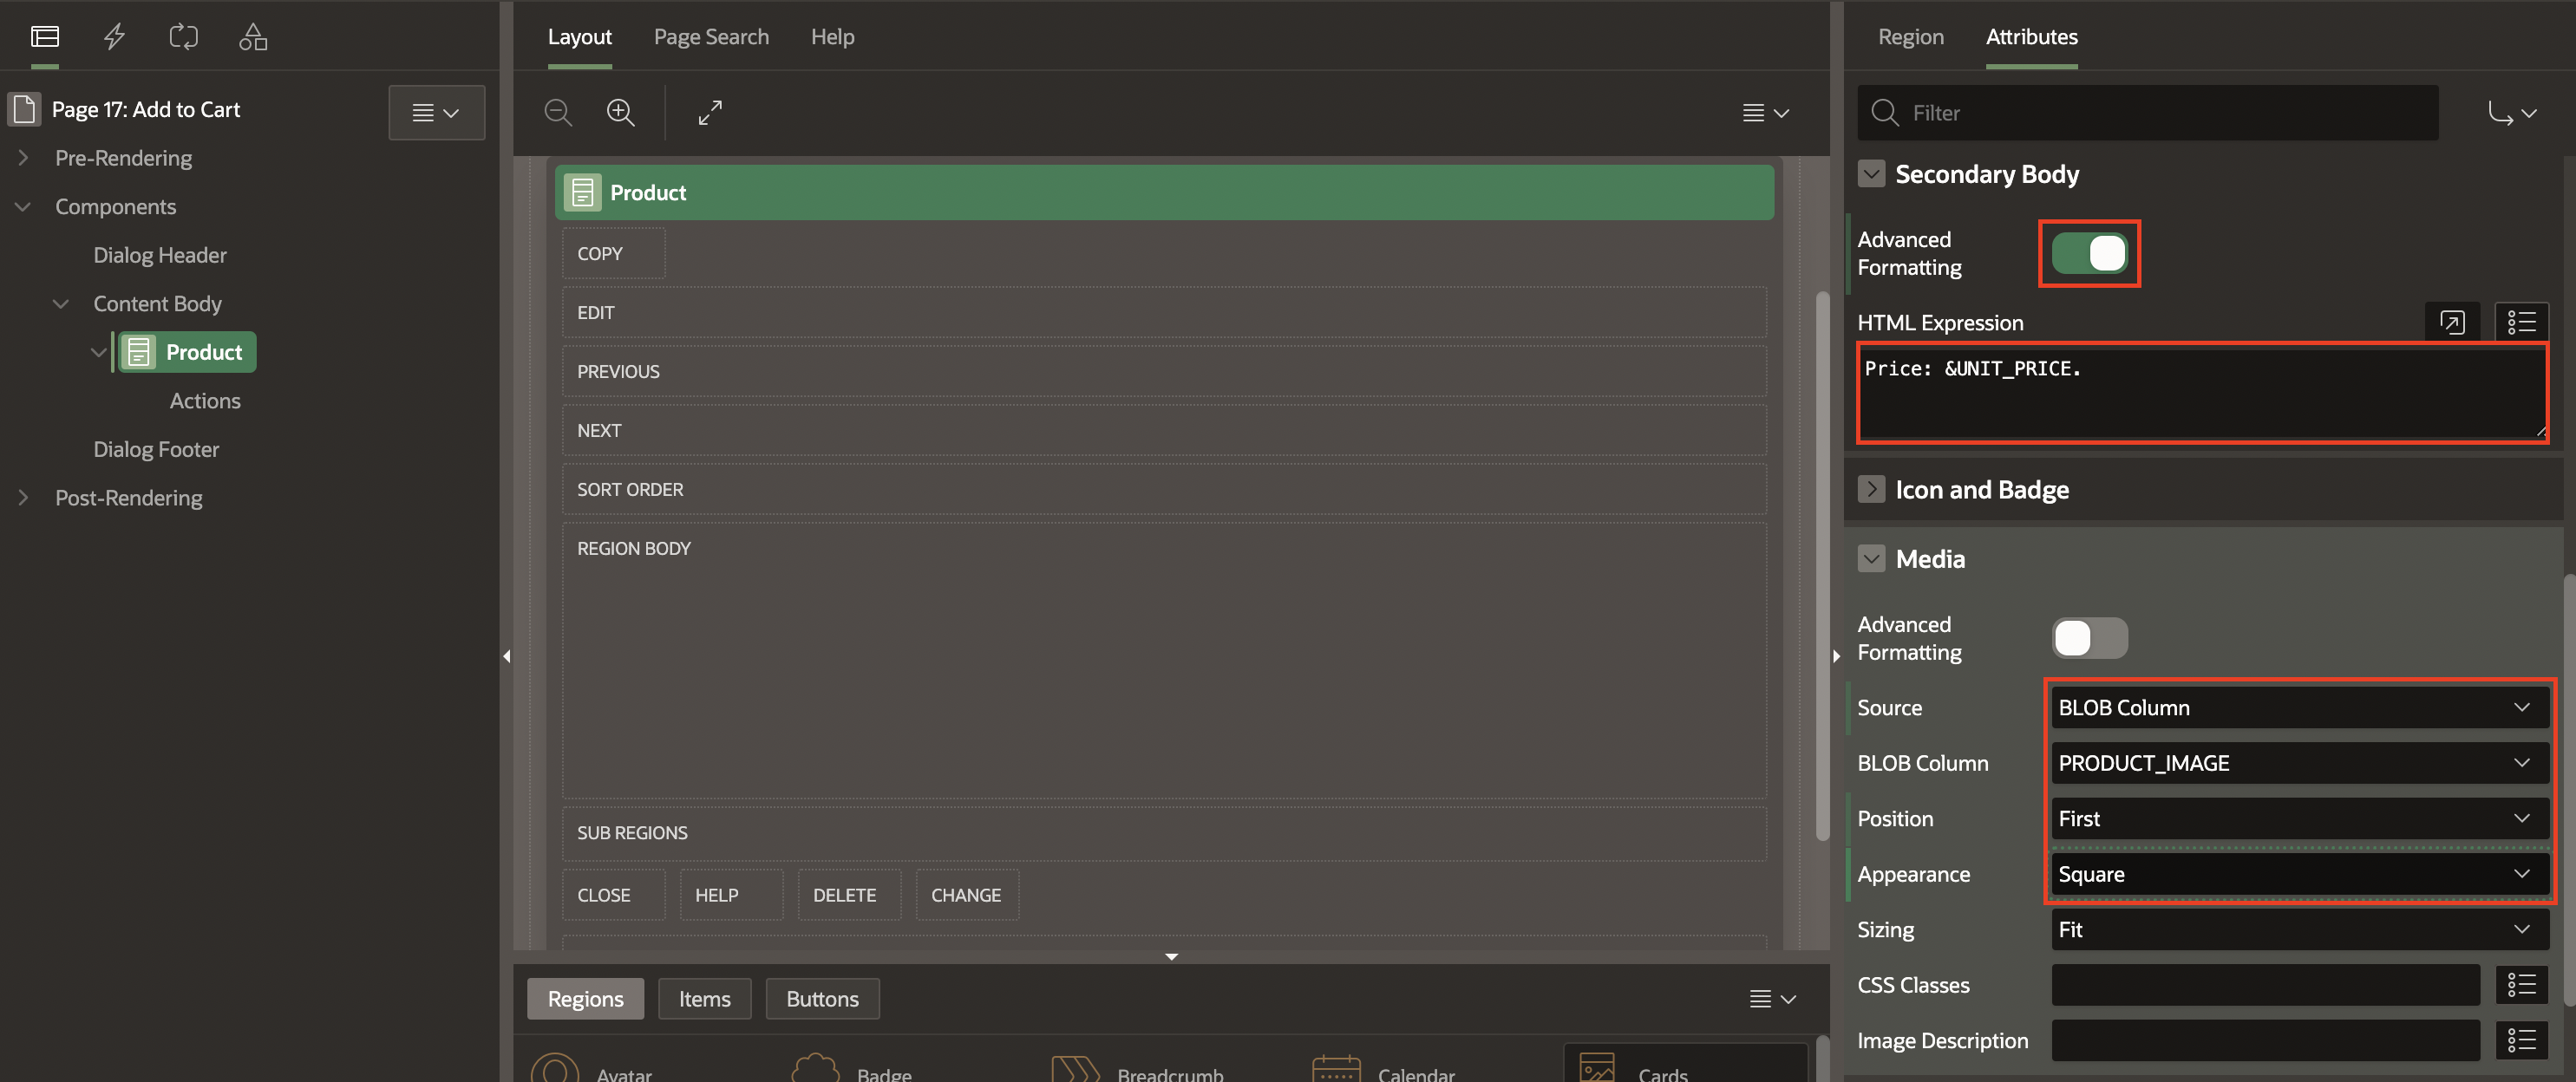 Page 17: Add to Cart
Pre-Rendering
Components
Dialog Header
Content Body
Product
Actions
Dialog Footer
Post-Rendering
Layout
Page Search
Help
Product
COPY
EDIT
PREVIOUS
NEXT
SORT ORDER
REGION BODY
SUB REGIONS
CLOSE
HELP
DELETE
CHANGE
Regions
Items
Buttons
Avatar
Badge
Breadcrumb
Calendar
Cards
Region
Attributes
Filter
Secondary Body
Advanced
Formatting
HTML Expression
Price: &UNIT_PRICE.
Icon and Badge
Media
Advanced
Formatting
Source
BLOB Column
BLOB Column
PRODUCT_IMAGE
Position
First
Appearance
Square
Sizing
Fit
CSS Classes
Image Description